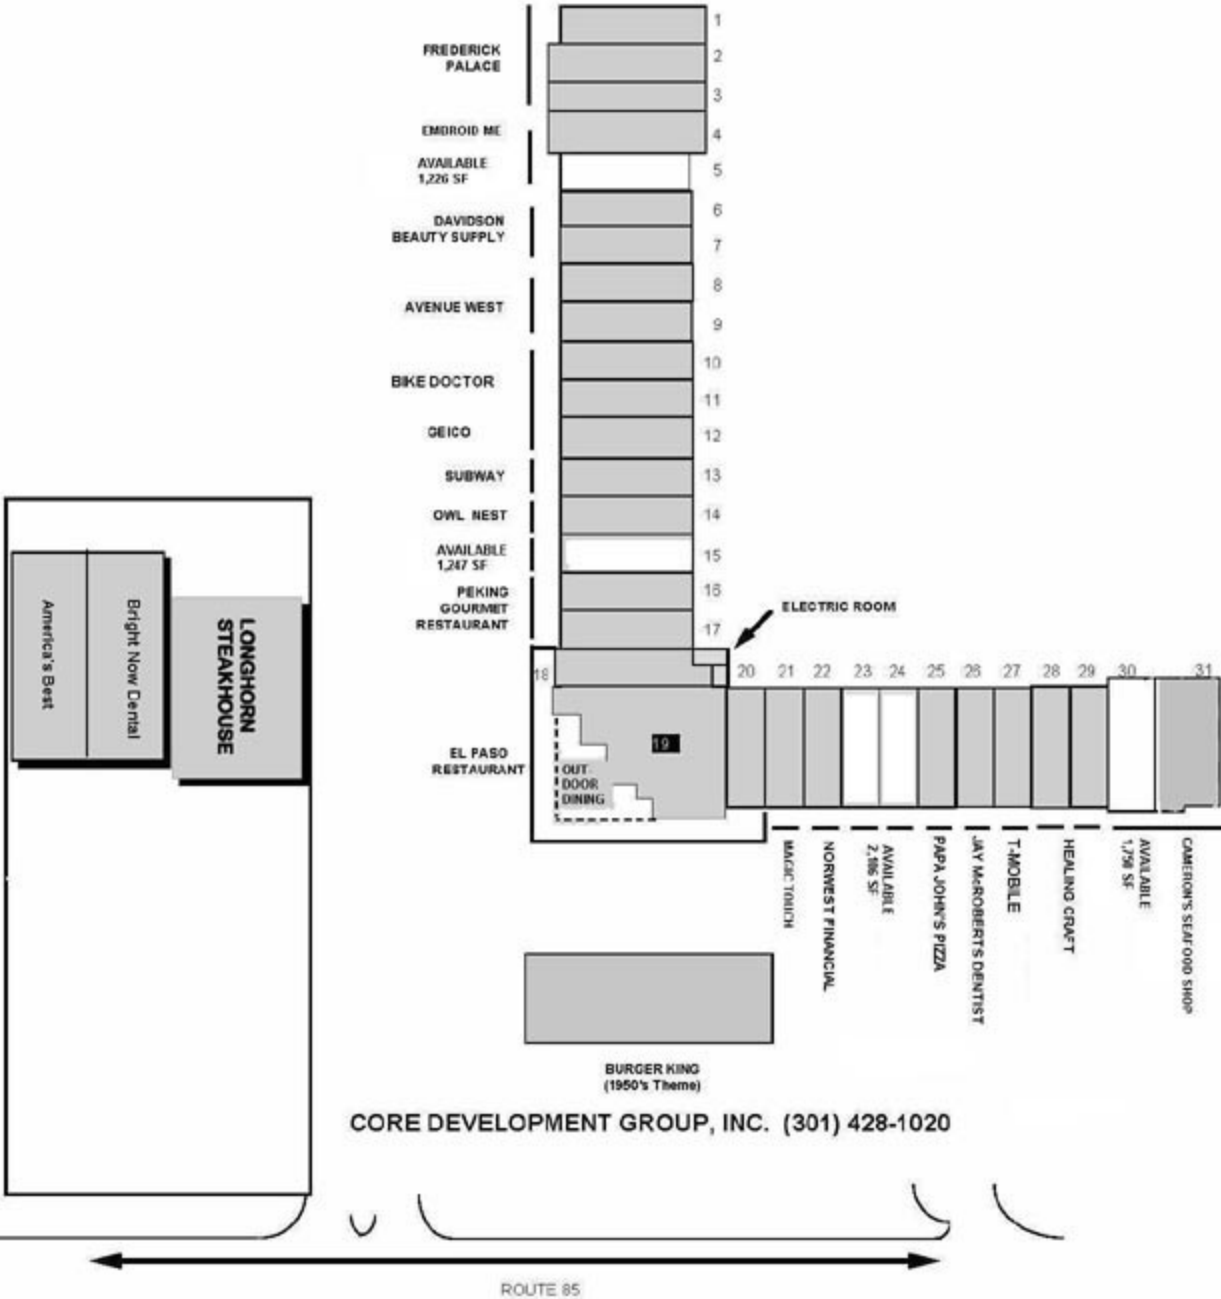 1
FREDERICK
PALACE
2
3
EMBROID ME
4
AVAILABLE
1,226 SF
5
DAVIDSON
BEAUTY SUPPLY
6
7
AVENUE WEST
8
9
BIKE DOCTOR
10
11
GEICO
12
SUBWAY
13
OWL NEST
14
AVAILABLE
1,247 SF
15
PEKING
GOURMET
RESTAURANT
16
17
ELECTRIC ROOM
America's Best
Bright Now Dental
LONGHORN
STEAKHOUSE
18
20 21 22 23 24 25 26 27 28 29 30 31
19
EL PASO
RESTAURANT
OUT-
DOOR
DINING
MAGIC TOUCH
NORWEST FINANCIAL
AVAILABLE
2,186 SF
PAPA JOHN'S PIZZA
JAY McROBERTS DENTIST
T-MOBILE
HEALING CRAFT
AVAILABLE
1,750 SF
CAMERON'S SEAFOOD SHOP
BURGER KING
(1950's Theme)
CORE DEVELOPMENT GROUP, INC. (301) 428-1020
ROUTE 85